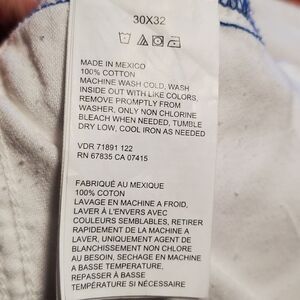 30X32
MADE IN MEXICO
100% COTTON
MACHINE WASH COLD, WASH
INSIDE OUT WITH LIKE COLORS,
REMOVE PROMPTLY FROM
WASHER, ONLY NON CHLORINE
BLEACH WHEN NEEDED, TUMBLE
DRY LOW, COOL IRON AS NEEDED
VDR 71891 122
RN 67835 CA 07415
FABRIQUÉ AU MEXIQUE
100% COTON
LAVAGE EN MACHINE A FROID,
LAVER À L'ENVERS AVEC
COULEURS SEMBLABLES, RETIRER
RAPIDEMENT DE LA MACHINE A
LAVER, UNIQUEMENT AGENT DE
BLANCHISSEMENT NON CHLORE
AU BESOIN, SECHAGE EN MACHINE
A BASSE TEMPERATURE,
REPASSER À BASSE
TEMPÉRATURE SI NÉCESSAIRE